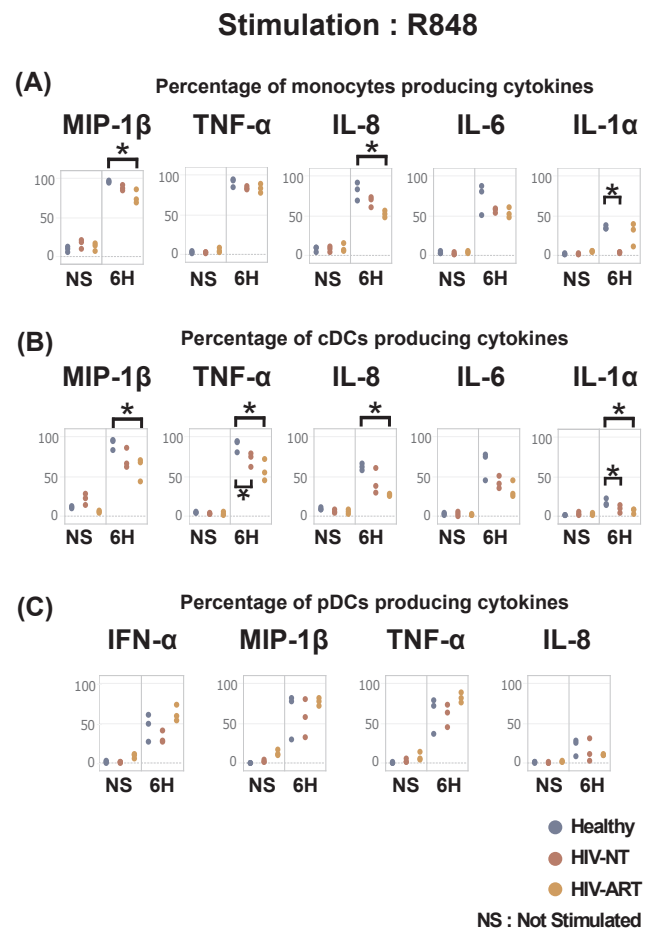 Stimulation : R848
(A)
Percentage of monocytes producing cytokines
MIP-1β TNF-α IL-8 IL-6 IL-1α
* * *
100 100 100 100 100
50 50 50 50 50
0 0 0 0 0
NS 6H NS 6H NS 6H NS 6H NS 6H
(B)
Percentage of cDCs producing cytokines
MIP-1β TNF-α IL-8 IL-6 IL-1α
* * * * * *
100 100 100 100 100
50 50 50 50 50
0 0 0 0 0
NS 6H NS 6H NS 6H NS 6H NS 6H
(C)
Percentage of pDCs producing cytokines
IFN-α MIP-1β TNF-α IL-8
100 100 100 100
50 50 50 50
0 0 0 0
NS 6H NS 6H NS 6H NS 6H
Healthy
HIV-NT
HIV-ART
NS : Not Stimulated